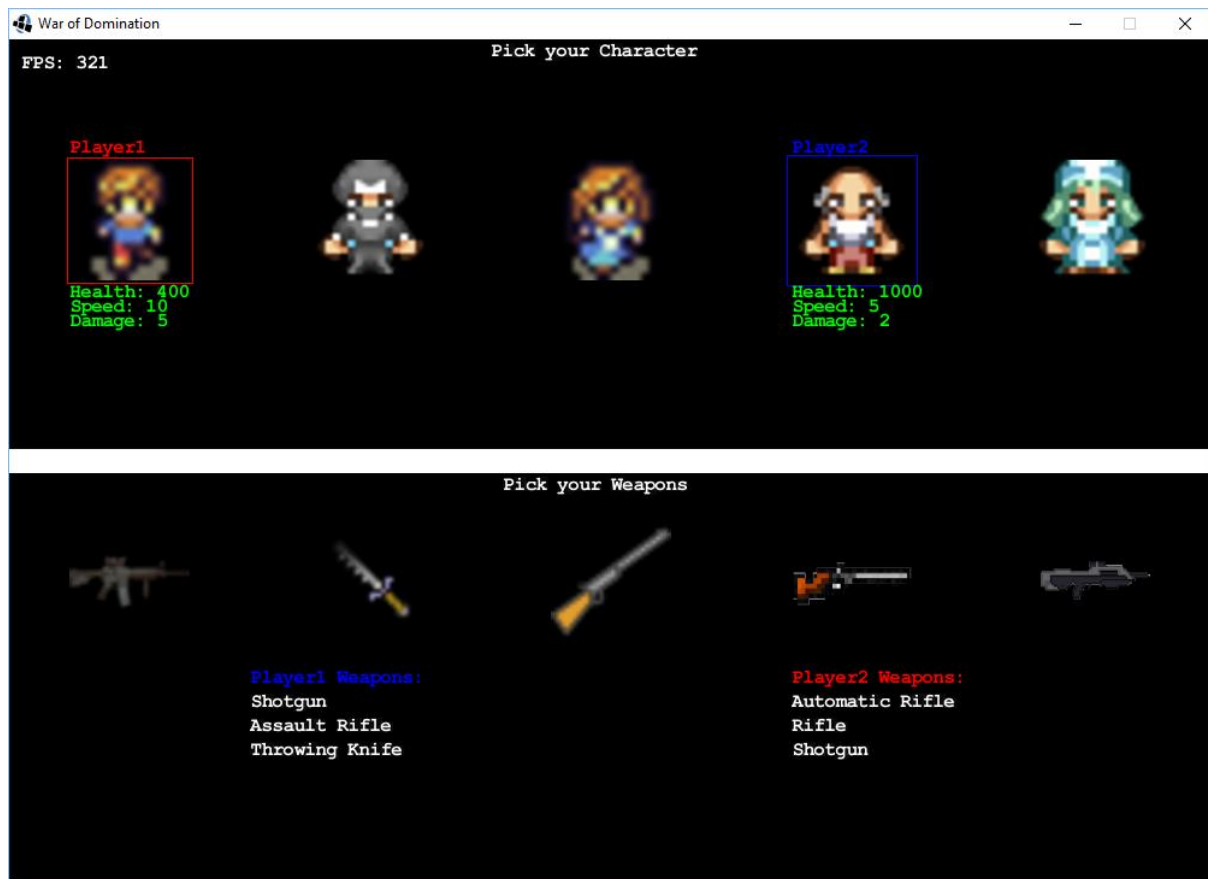 War of Domination
Pick your Character
FPS: 321
Player1
Player2
Health: 400
Speed: 10
Damage: 5
Health: 1000
Speed: 5
Damage: 2
Pick your Weapons
Player1 Weapons:
Shotgun
Assault Rifle
Throwing Knife
Player2 Weapons:
Automatic Rifle
Rifle
Shotgun